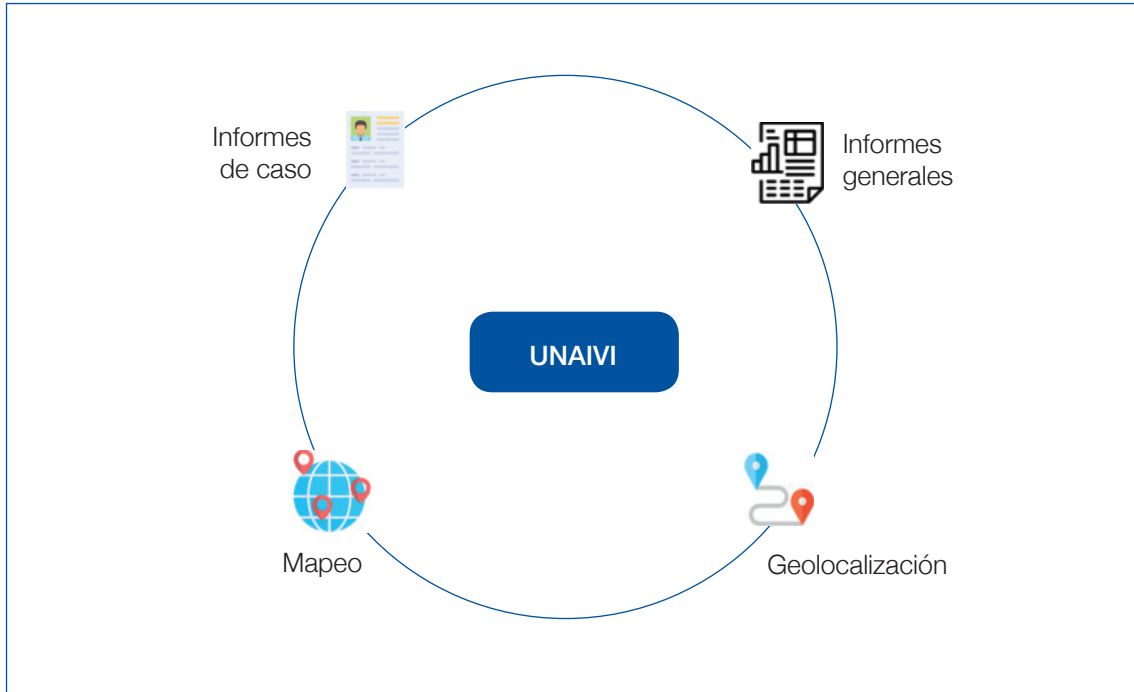 Informes
de caso
Informes
generales
UNAIVI
Mapeo
Geolocalización